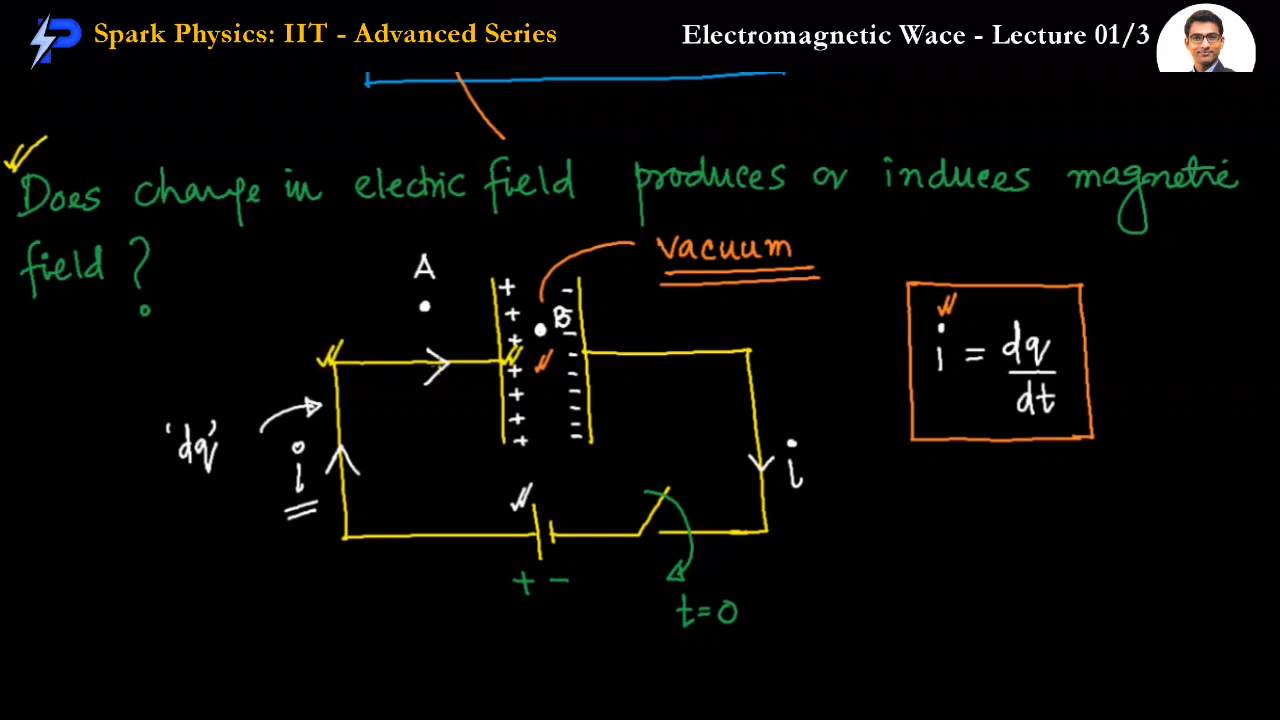 Spark Physics: IIT - Advanced Series
Electromagnetic Wace - Lecture 01/3
Does change in electric field produces or induces magnetic
field ?
vacuum
A
+ -
+ B
+ -
+ -
+ -
+ -
+ -
i = dq
dt
'dq'
i
i
+ -
t=0